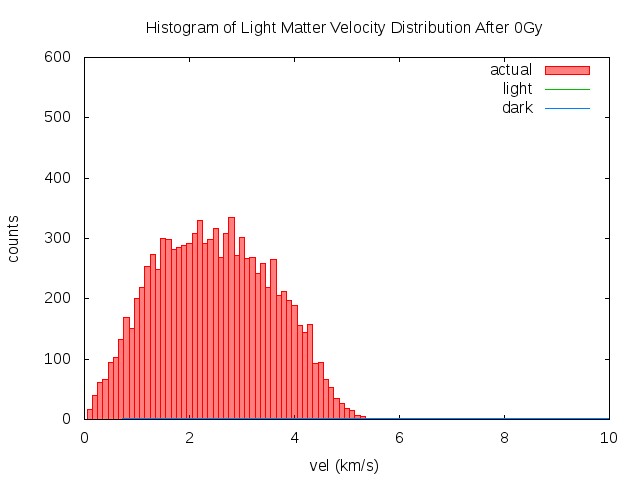 Histogram of Light Matter Velocity Distribution After 0Gy
600
500
400
300
200
100
0
counts
actual
light
dark
0 2 4 6 8 10
vel (km/s)